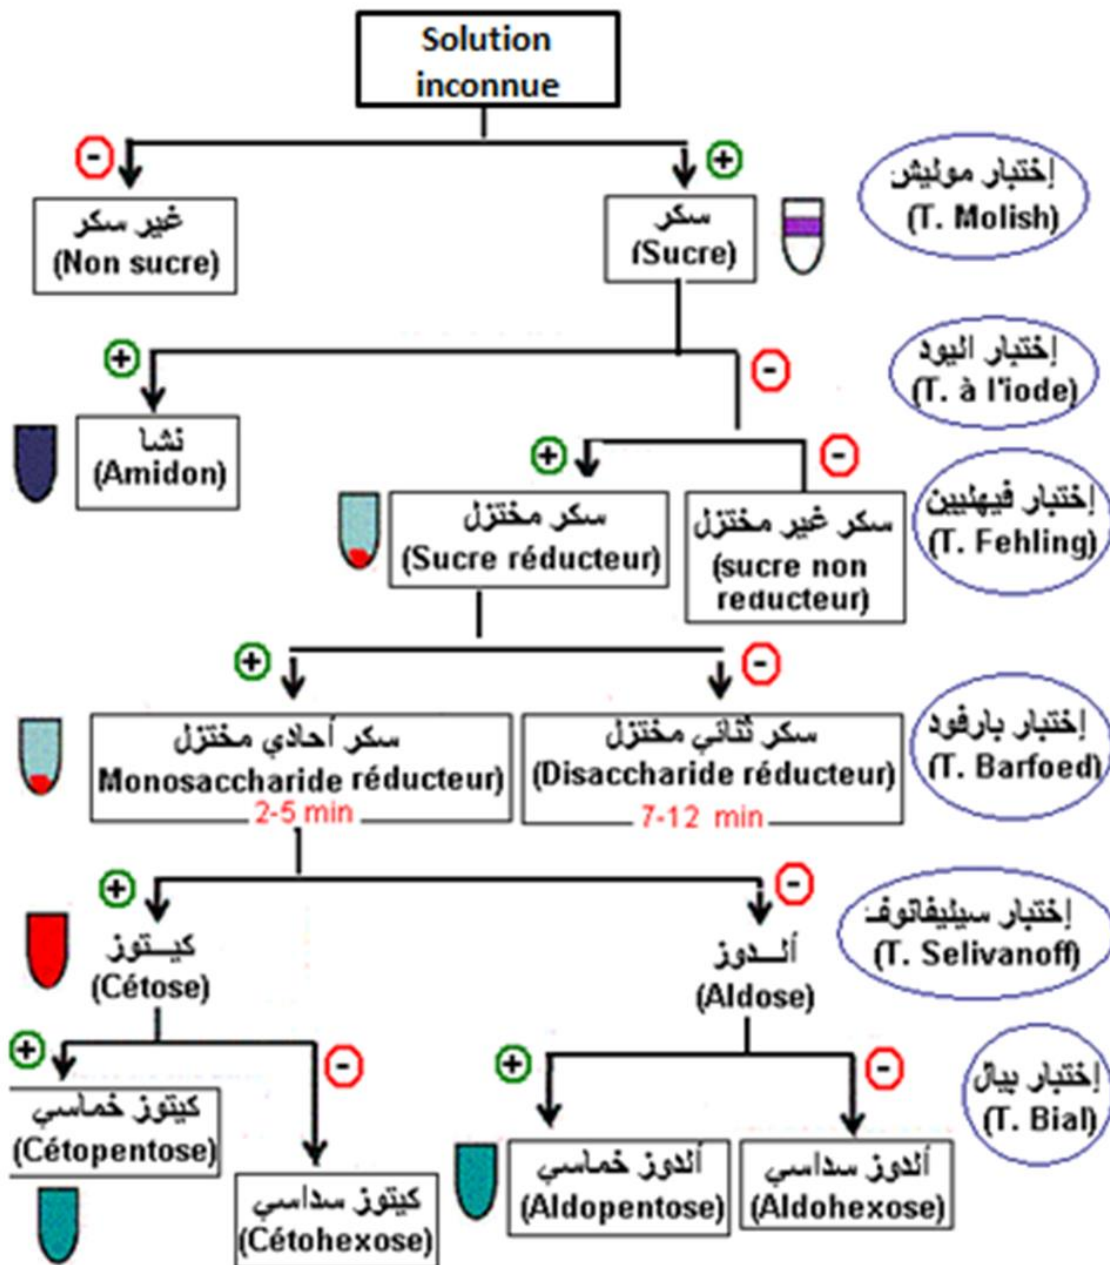 Solution
inconnue
-
+
إختبار موليش
(T. Molish)
غير سكر
(Non sucre)
سكر
(Sucre)
+
-
إختبار اليود
(T. à l'iode)
نشا
(Amidon)
+
-
إختبار فيهليين
(T. Fehling)
سكر مختزل
(Sucre réducteur)
سكر غير مختزل
(sucre non
reducteur)
+
-
إختبار بارفود
(T. Barfoed)
سكر أحادي مختزل
Monosaccharide réducteur)
2-5 min
سكر ثنائي مختزل
(Disaccharide réducteur)
7-12 min
+
-
إختبار سيليفانوف
(T. Selivanoff)
كيــتوز
(Cétose)
ألــدوز
(Aldose)
+
-
+
-
إختبار بيال
(T. Bial)
كيتوز خماسي
(Cétopentose)
كيتوز سداسي
(Cétohexose)
ألدوز خماسي
(Aldopentose)
ألدوز سداسي
(Aldohexose)